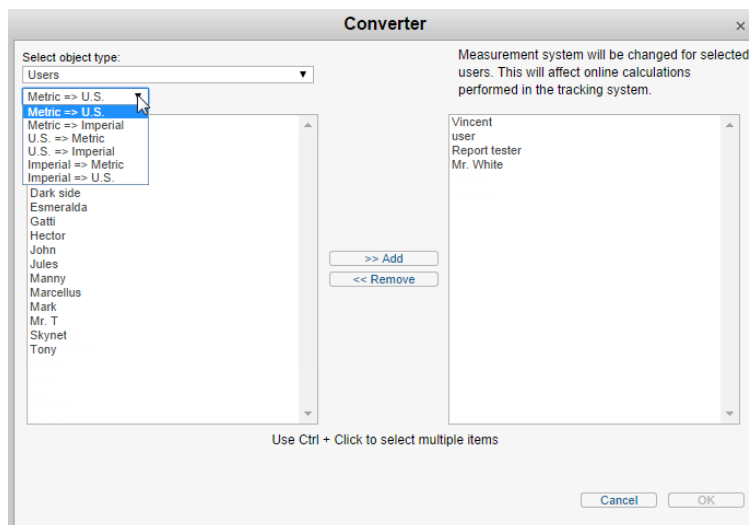 Converter
×
Select object type:
Users
Metric => U.S.
Metric => U.S.
Metric => Imperial
U.S. => Metric
U.S. => Imperial
Imperial => Metric
Imperial => U.S.
Dark side
Esmeralda
Gatti
Hector
John
Jules
Manny
Marcellus
Mark
Mr. T
Skynet
Tony
>> Add
<< Remove
Measurement system will be changed for selected
users. This will affect online calculations
performed in the tracking system.
Vincent
user
Report tester
Mr. White
Use Ctrl + Click to select multiple items
Cancel
OK